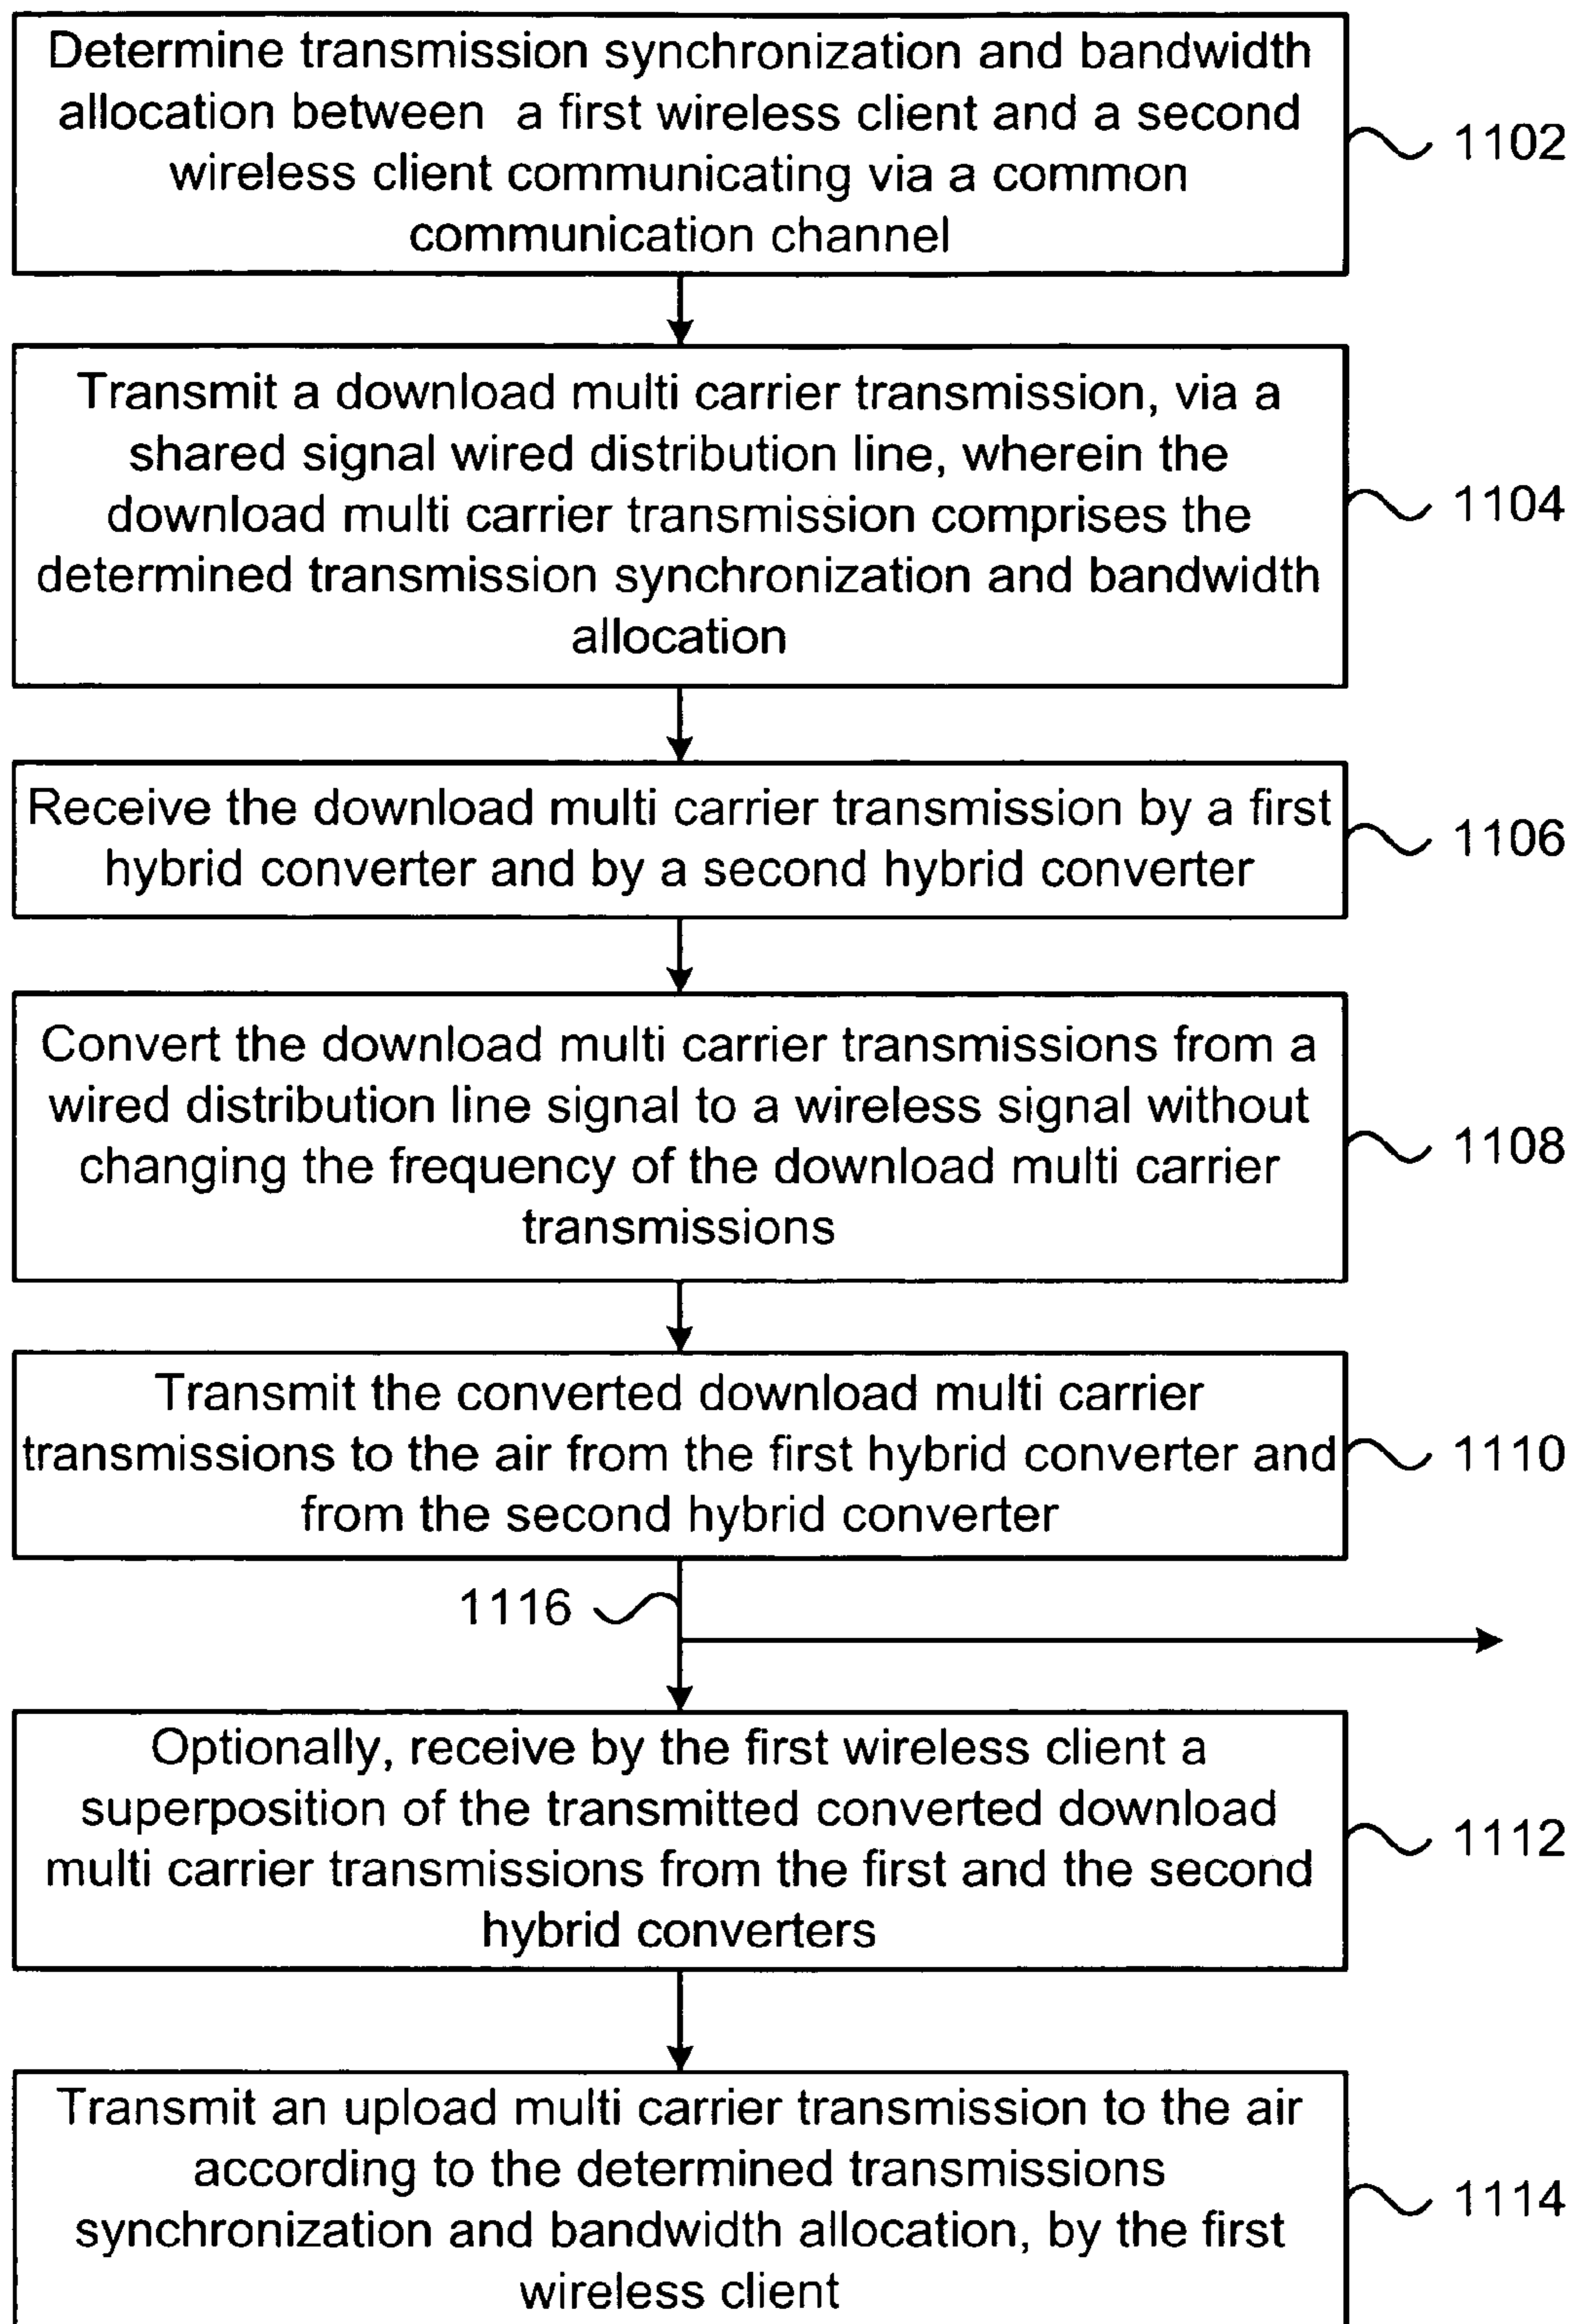 Determine transmission synchronization and bandwidth
allocation between a first wireless client and a second
wireless client communicating via a common
communication channel
1102
Transmit a download multi carrier transmission, via a
shared signal wired distribution line, wherein the
download multi carrier transmission comprises the
determined transmission synchronization and bandwidth
allocation
1104
Receive the download multi carrier transmission by a first
hybrid converter and by a second hybrid converter
1106
Convert the download multi carrier transmissions from a
wired distribution line signal to a wireless signal without
changing the frequency of the download multi carrier
transmissions
1108
Transmit the converted download multi carrier
transmissions to the air from the first hybrid converter and
from the second hybrid converter
1110
1116
Optionally, receive by the first wireless client a
superposition of the transmitted converted download
multi carrier transmissions from the first and the second
hybrid converters
1112
Transmit an upload multi carrier transmission to the air
according to the determined transmissions
synchronization and bandwidth allocation, by the first
wireless client
1114